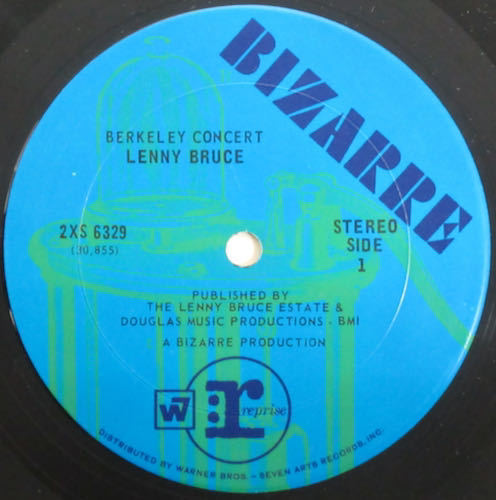 BIZARRE
BERKELEY CONCERT
LENNY BRUCE
2XS 6329
(30,855)
STEREO
SIDE
1
PUBLISHED BY
THE LENNY BRUCE ESTATE &
DOUGLAS MUSIC PRODUCTIONS - BMI
A BIZARRE PRODUCTION
W7
r:
reprise
DISTRIBUTED BY WARNER BROS. - SEVEN ARTS RECORDS, INC.